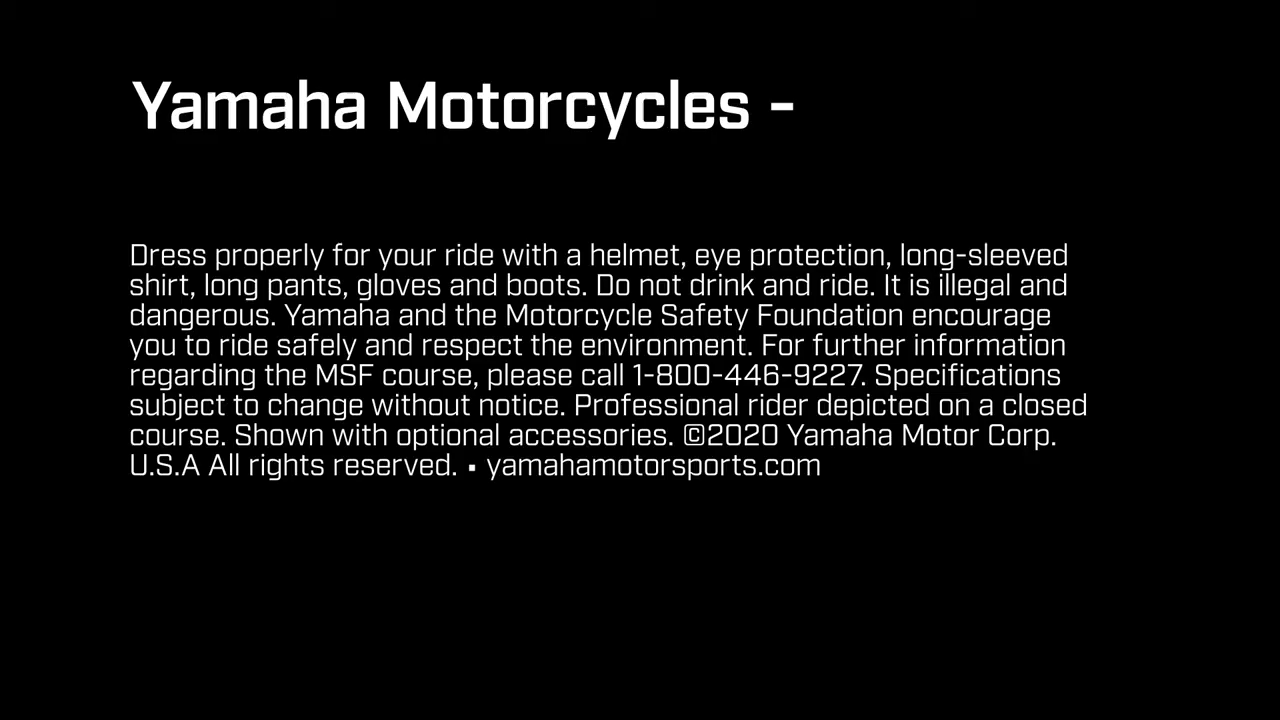 Yamaha Motorcycles -
Dress properly for your ride with a helmet, eye protection, long-sleeved
shirt, long pants, gloves and boots. Do not drink and ride. It is illegal and
dangerous. Yamaha and the Motorcycle Safety Foundation encourage
you to ride safely and respect the environment. For further information
regarding the MSF course, please call 1-800-446-9227. Specifications
subject to change without notice. Professional rider depicted on a closed
course. Shown with optional accessories. ©2020 Yamaha Motor Corp.
U.S.A All rights reserved. ▪ yamahamotorsports.com